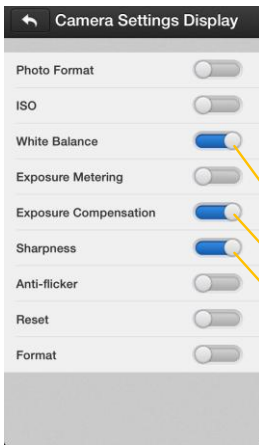 Camera Settings Display
Photo Format
ISO
White Balance
Exposure Metering
Exposure Compensation
Sharpness
Anti-flicker
Reset
Format